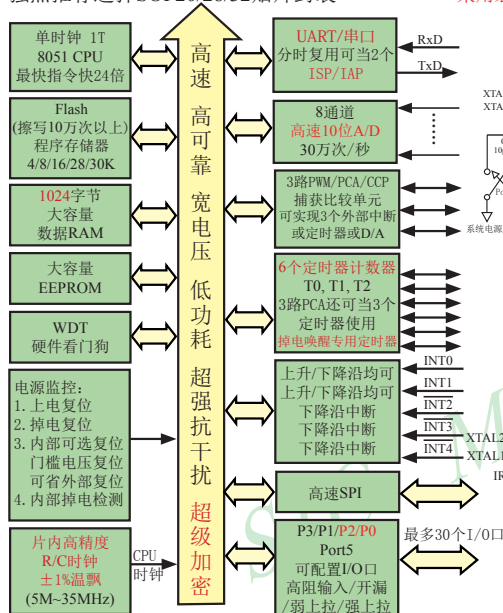 单时钟 1T
8051 CPU
最快指令快24倍
Flash
(擦写10万次以上)
程序存储器
4/8/16/28/30K
1024字节
大容量
数据RAM
大容量
EEPROM
WDT
硬件看门狗
电源监控:
1. 上电复位
2. 掉电复位
3. 内部可选复位
门槛电压复位
可省外部复位
4. 内部掉电检测
片内高精度
R/C时钟
±1%温飘
(5M~35MHz)
CPU
时钟
高速 高可靠 宽电压 低功耗 超强抗干扰 超级加密
UART/串口
分时复用可当2个
ISP/IAP
RxD
TxD
8通道
高速10位A/D
30万次/秒
3路PWM/PCA/CCP
捕获比较单元
可实现3个外部中断
或定时器或D/A
6个定时器计数器
T0, T1, T2
3路PCA还可当3个
定时器使用
掉电唤醒专用定时器
上升/下降沿均可
上升/下降沿均可
下降沿中断
下降沿中断
下降沿中断
INT0
INT1
INT2
INT3
INT4
高速SPI
P3/P1/P2/P0
Port5
可配置I/O口
高阻输入/开漏
/弱上拉/强上拉
最多30个I/O口
系统电源
XTAL2
XTAL1